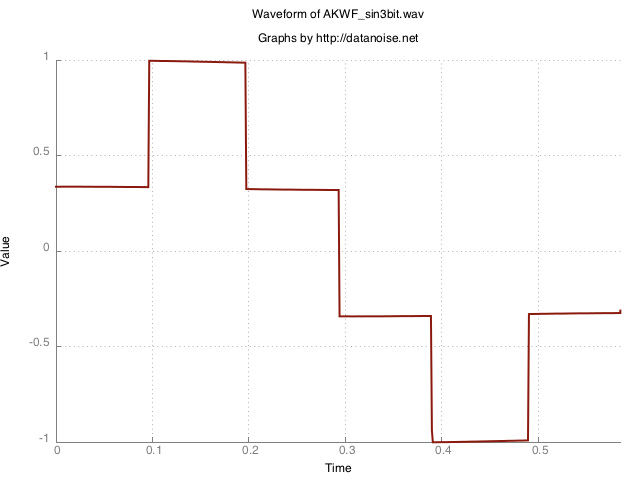 Waveform of AKWF_sin3bit.wav
Graphs by http://datanoise.net
1
0.5
0
-0.5
-1
Value
0
0.1
0.2
0.3
0.4
0.5
Time